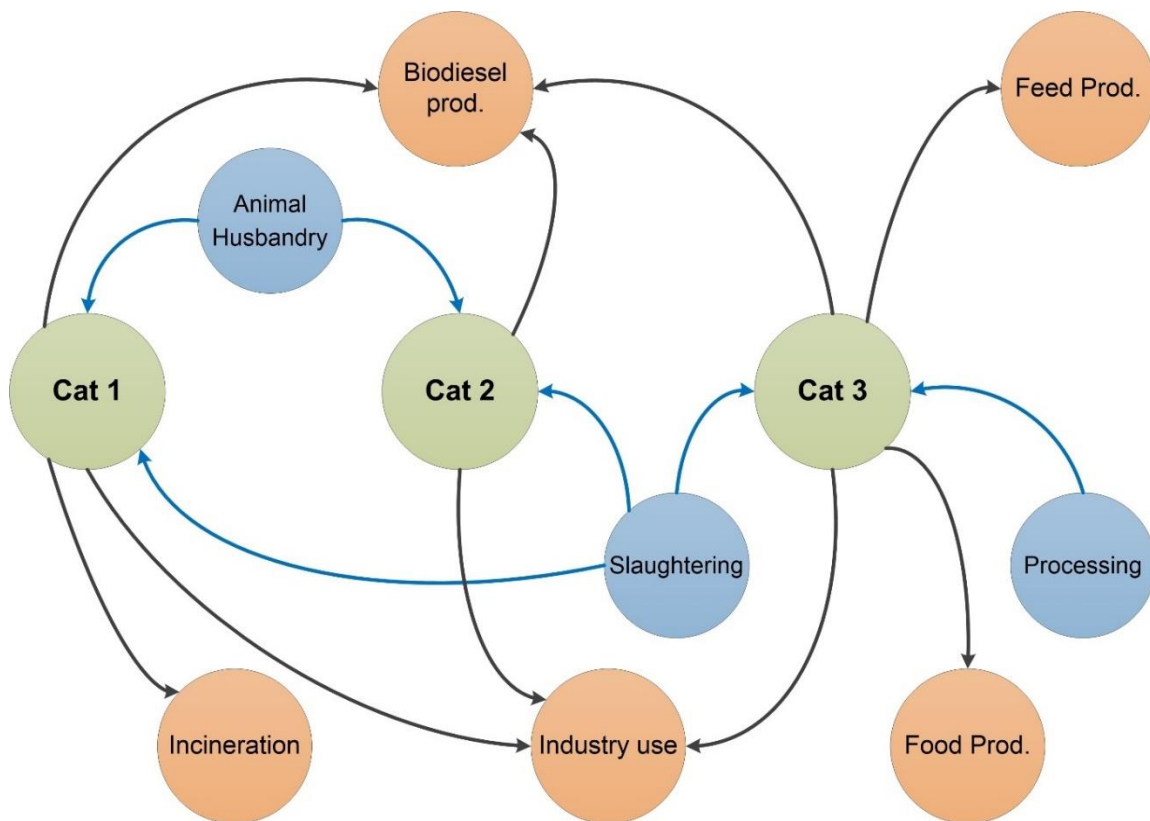 Biodiesel
prod.
Feed Prod.
Animal
Husbandry
Cat 1
Cat 2
Cat 3
Slaughtering
Processing
Incineration
Industry use
Food Prod.